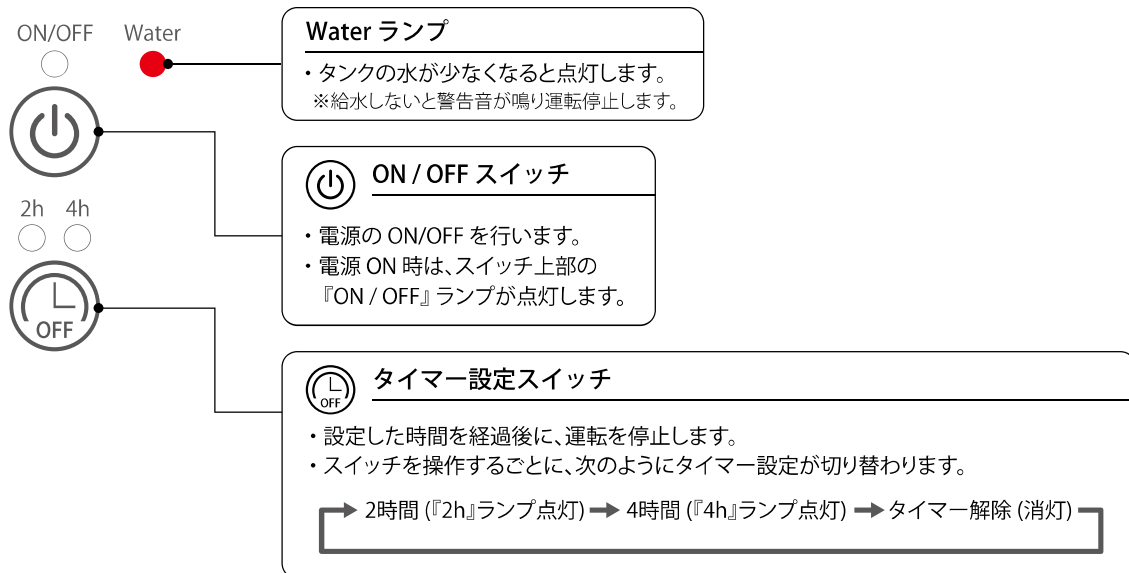 ON/OFF Water
Water ランプ
・タンクの水が少なくなると点灯します。
※給水しないと警告音が鳴り運転停止します。
ON / OFF スイッチ
・電源の ON/OFF を行います。
・電源 ON 時は、スイッチ上部の
『ON / OFF』ランプが点灯します。
2h 4h
OFF
OFF
タイマー設定スイッチ
・設定した時間を経過後に、運転を停止します。
・スイッチを操作するごとに、次のようにタイマー設定が切り替わります。
2時間 (『2h』ランプ点灯) ➡ 4時間 (『4h』ランプ点灯) ➡ タイマー解除 (消灯)